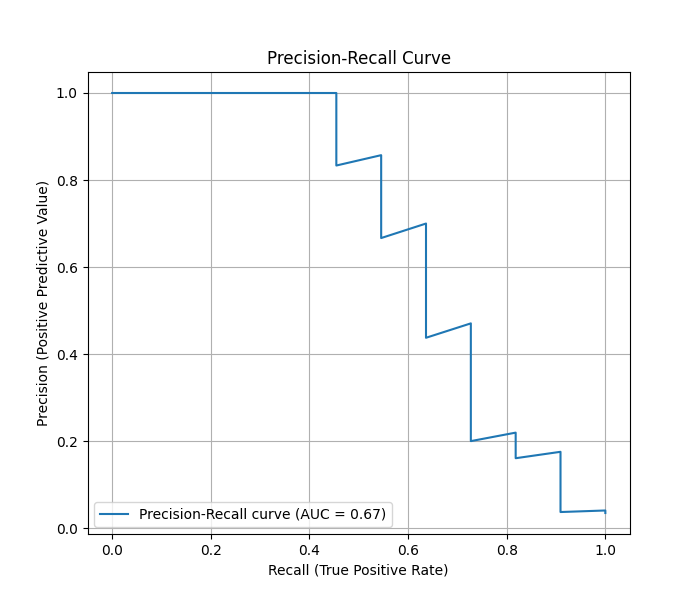 Precision-Recall Curve
Precision (Positive Predictive Value)
1.0
0.8
0.6
0.4
0.2
0.0
Precision-Recall curve (AUC = 0.67)
0.0 0.2 0.4 0.6 0.8 1.0
Recall (True Positive Rate)